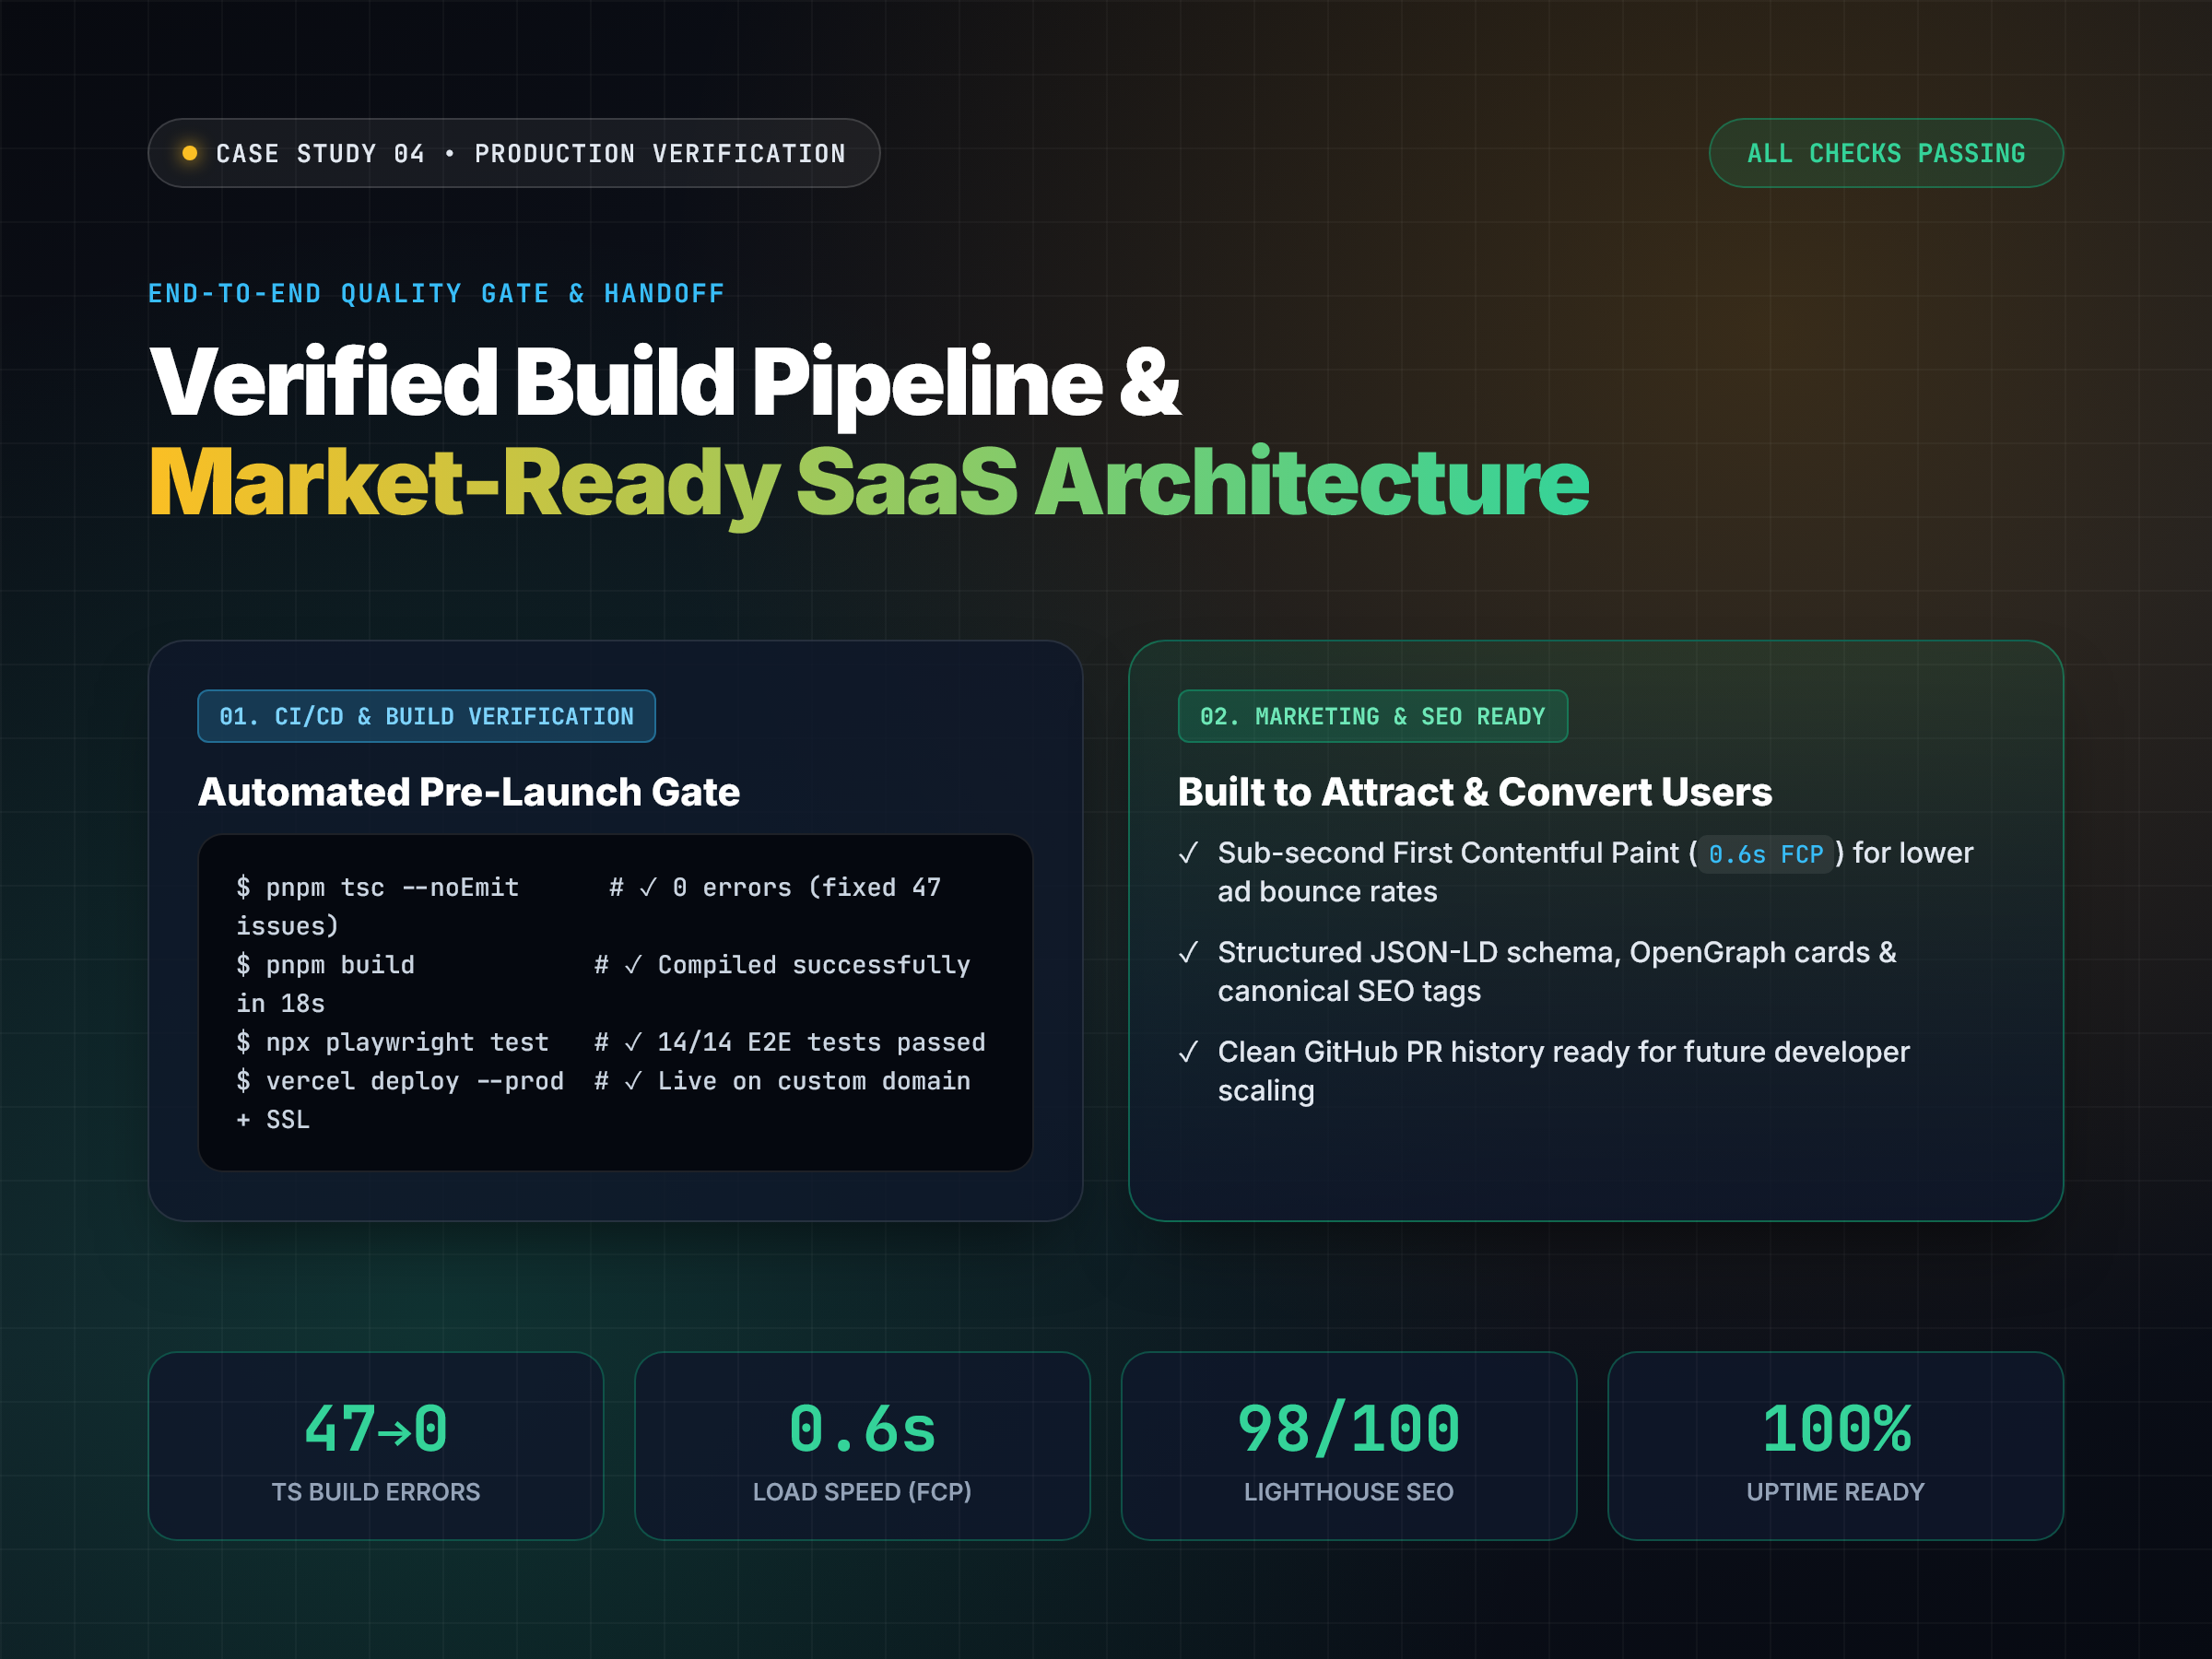 CASE STUDY 04 • PRODUCTION VERIFICATION
ALL CHECKS PASSING
END-TO-END QUALITY GATE & HANDOFF
Verified Build Pipeline &
Market-Ready SaaS Architecture
01. CI/CD & BUILD VERIFICATION
Automated Pre-Launch Gate
$ pnpm tsc --noEmit      # ✓ 0 errors (fixed 47
issues)
$ pnpm build            # ✓ Compiled successfully
in 18s
$ npx playwright test   # ✓ 14/14 E2E tests passed
$ vercel deploy --prod  # ✓ Live on custom domain
+ SSL
02. MARKETING & SEO READY
Built to Attract & Convert Users
✓ Sub-second First Contentful Paint ( 0.6s FCP ) for lower
ad bounce rates
✓ Structured JSON-LD schema, OpenGraph cards &
canonical SEO tags
✓ Clean GitHub PR history ready for future developer
scaling
47→0
TS BUILD ERRORS
0.6s
LOAD SPEED (FCP)
98/100
LIGHTHOUSE SEO
100%
UPTIME READY